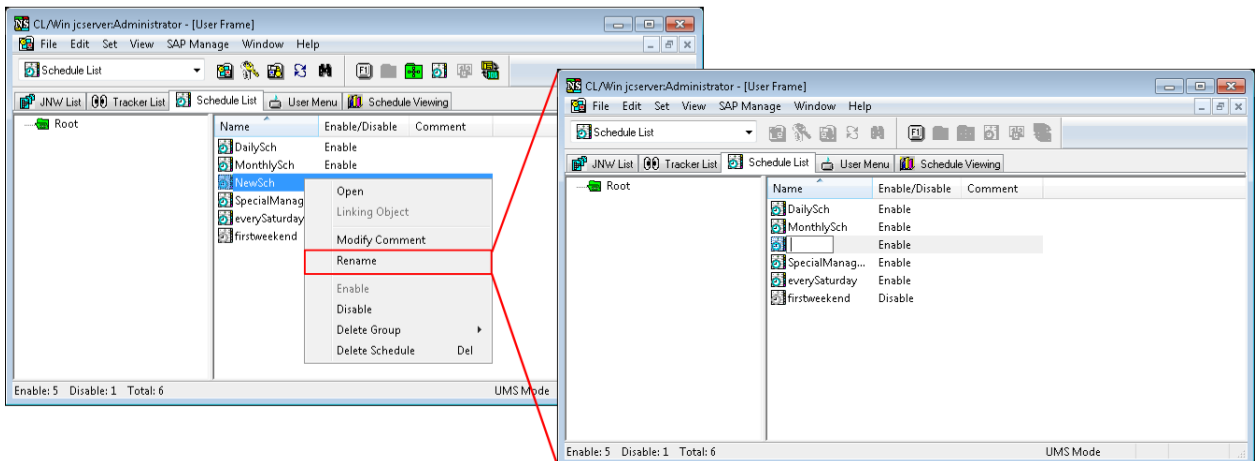 CL/Win jcserver:Administrator - [User Frame]
File Edit Set View SAP Manage Window Help
Schedule List
JNW List Tracker List Schedule List User Menu Schedule Viewing
Root
Name Enable/Disable Comment
DailySch Enable
MonthlySch Enable
NewSch
SpecialManag
everySaturday
firstweekend
Open
Linking Object
Modify Comment
Rename
Enable
Disable
Delete Group
Delete Schedule Del
Enable: 5 Disable: 1 Total: 6 UMS Mode
CL/Win jcserver:Administrator - [User Frame]
File Edit Set View SAP Manage Window Help
Schedule List
JNW List Tracker List Schedule List User Menu Schedule Viewing
Root
Name Enable/Disable Comment
DailySch Enable
MonthlySch Enable
Enable
SpecialManag... Enable
everySaturday Enable
firstweekend Disable
Enable: 5 Disable: 1 Total: 6 UMS Mode